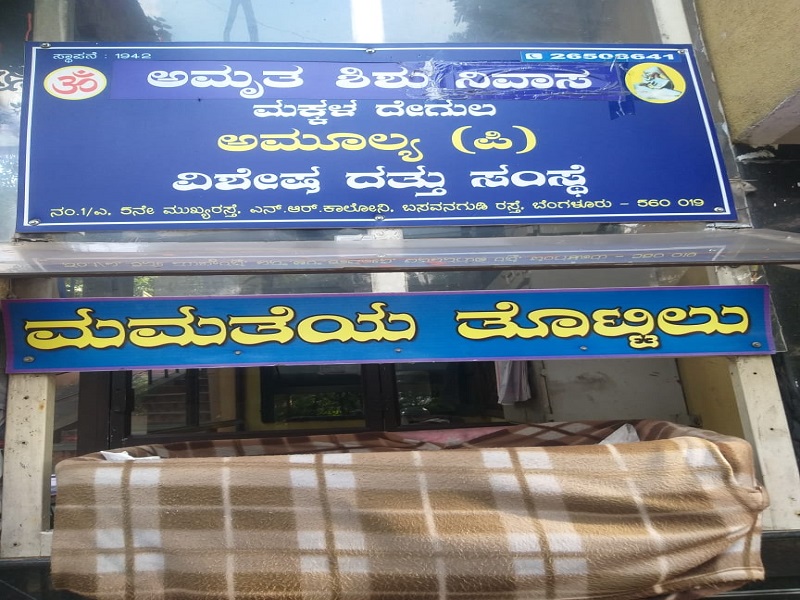 ಸ್ಥಾಪನೆ : 1942
26503641
ಓಂ
ಅಮೃತ ಶಿಶು ನಿವಾಸ
ಮಕ್ಕಳ ದೇಗುಲ
ಅಮೂಲ್ಯ (ಪಿ)
ವಿಶೇಷ ದತ್ತು ಸಂಸ್ಥೆ
ನಂ.1/ಎ, 5ನೇ ಮುಖ್ಯರಸ್ತೆ, ಎನ್.ಆರ್.ಕಾಲೋನಿ, ಬಸವನಗುಡಿ ರಸ್ತೆ, ಬೆಂಗಳೂರು - 560 019
ಮಮತೆಯ ತೊಟ್ಟಿಲು